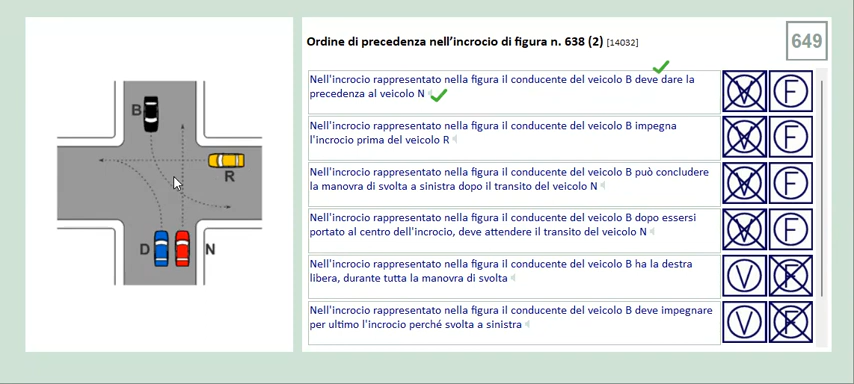 Ordine di precedenza nell'incrocio di figura n. 638 (2) [14032]
649
Nell'incrocio rappresentato nella figura il conducente del veicolo B deve dare la
precedenza al veicolo N
V F
Nell'incrocio rappresentato nella figura il conducente del veicolo B impegna
l'incrocio prima del veicolo R
V F
Nell'incrocio rappresentato nella figura il conducente del veicolo B può concludere
la manovra di svolta a sinistra dopo il transito del veicolo N
V F
Nell'incrocio rappresentato nella figura il conducente del veicolo B dopo essersi
portato al centro dell'incrocio, deve attendere il transito del veicolo N
V F
Nell'incrocio rappresentato nella figura il conducente del veicolo B ha la destra
libera, durante tutta la manovra di svolta
V F
Nell'incrocio rappresentato nella figura il conducente del veicolo B deve impegnare
per ultimo l'incrocio perché svolta a sinistra
V F
B
R
D N